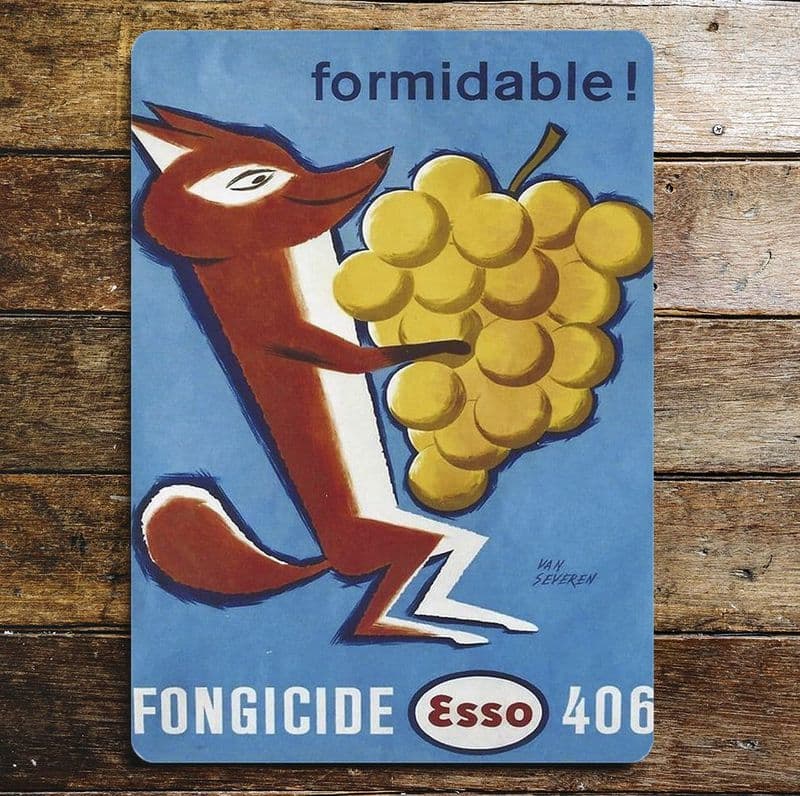 formidable!
VAN
SEVEREN
FONGICIDE Esso 406